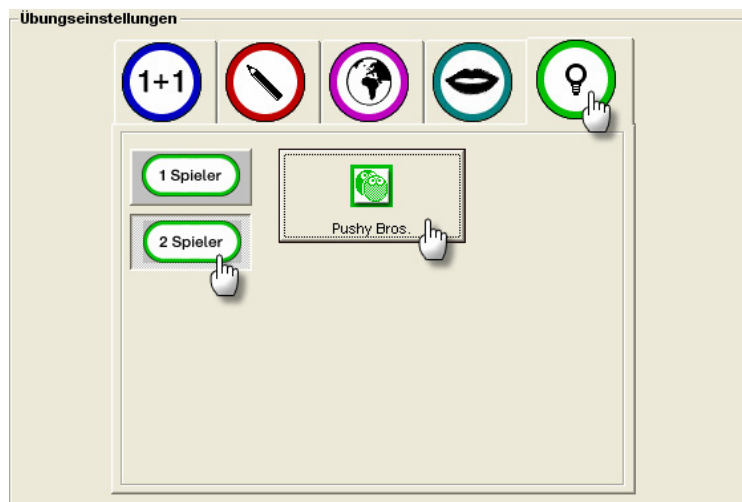 Übungseinstellungen
1+1
1 Spieler
2 Spieler
Pushy Bros.